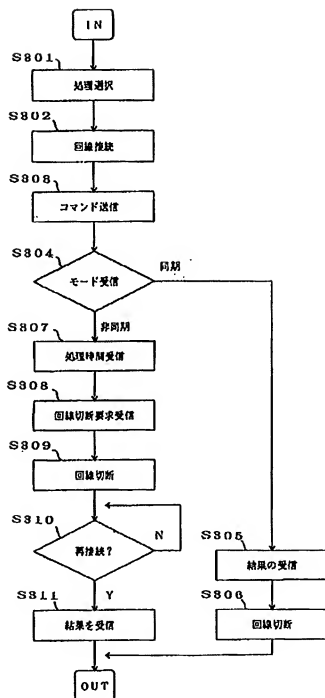 IN
S801
処理選択
S802
回線接続
S803
コマンド送信
S804
モード受信
同期
非同期
S807
処理時間受信
S808
回線切断要求受信
S809
回線切断
S810
再接続?
N
Y
S805
結果の受信
S811
結果を受信
S806
回線切断
OUT